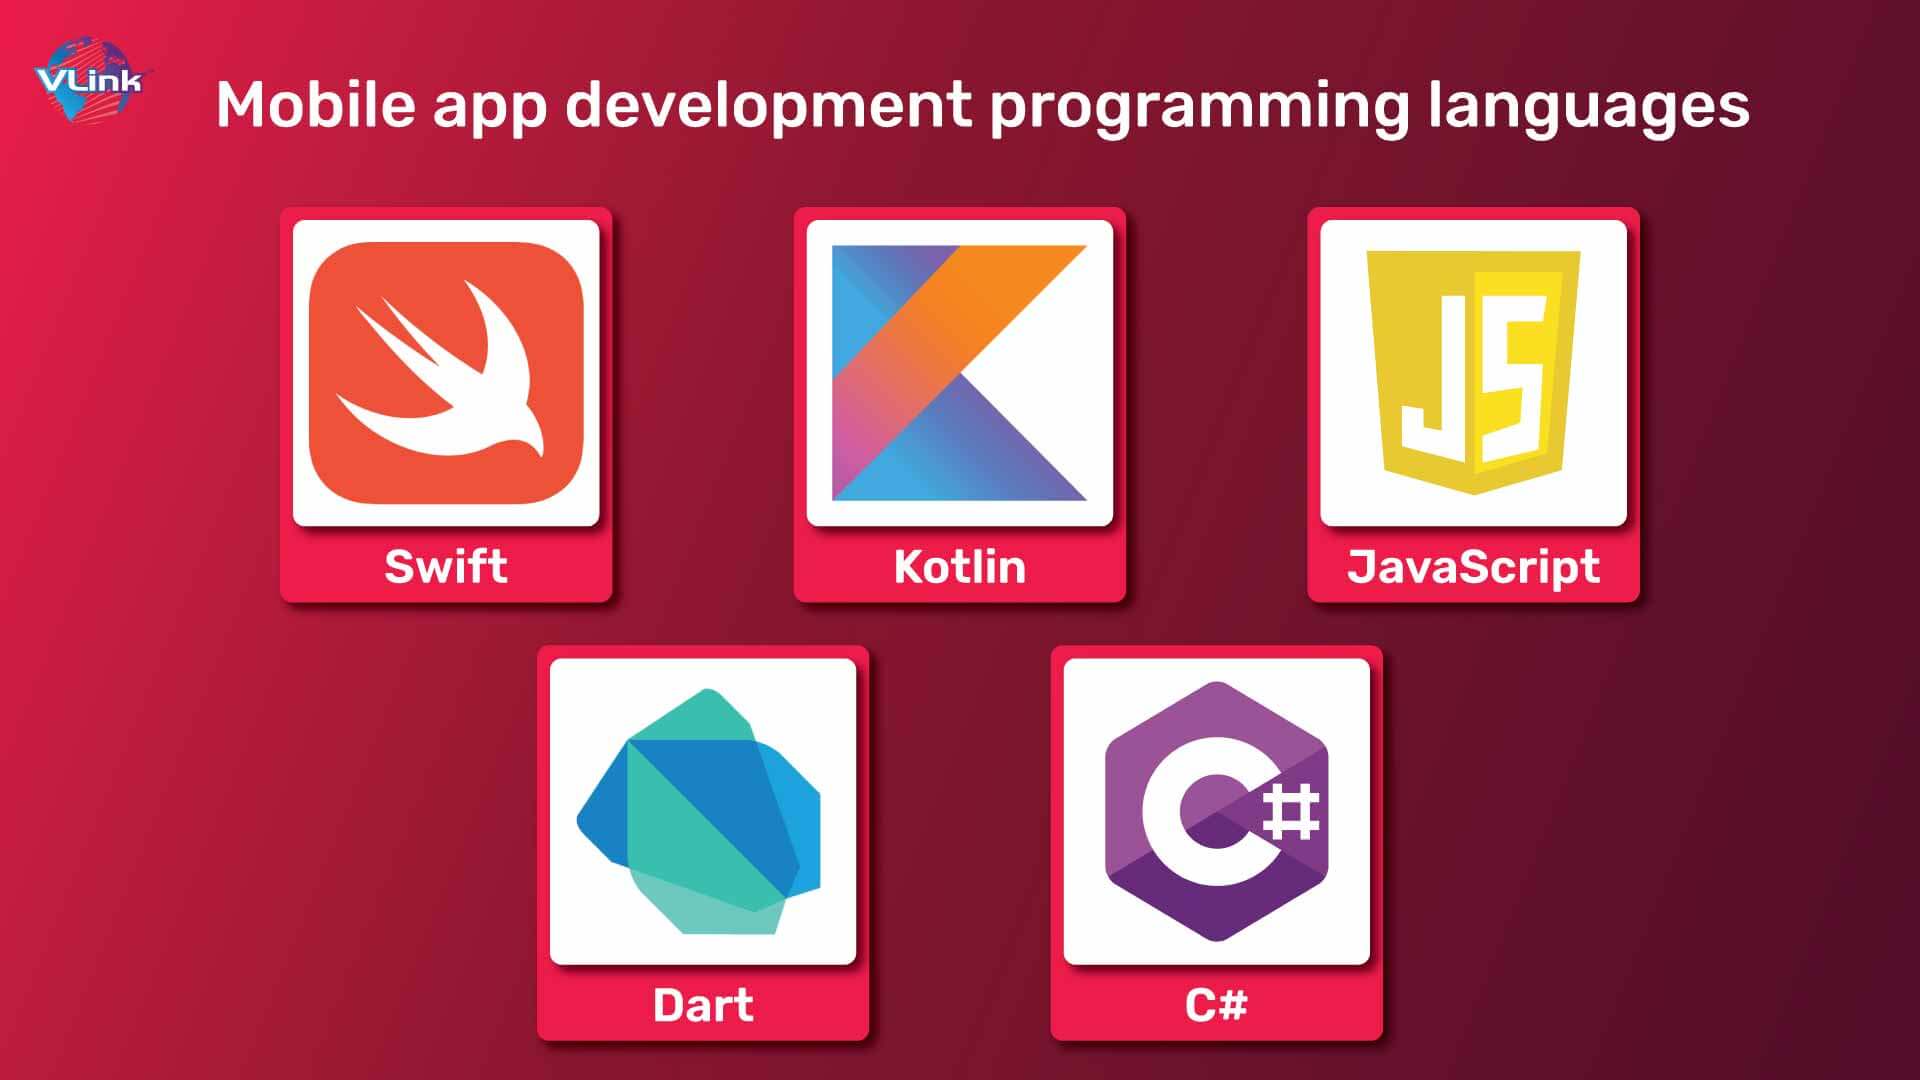 VLink
Mobile app development programming languages
JS
Swift
Kotlin
JavaScript
C#
Dart
C#